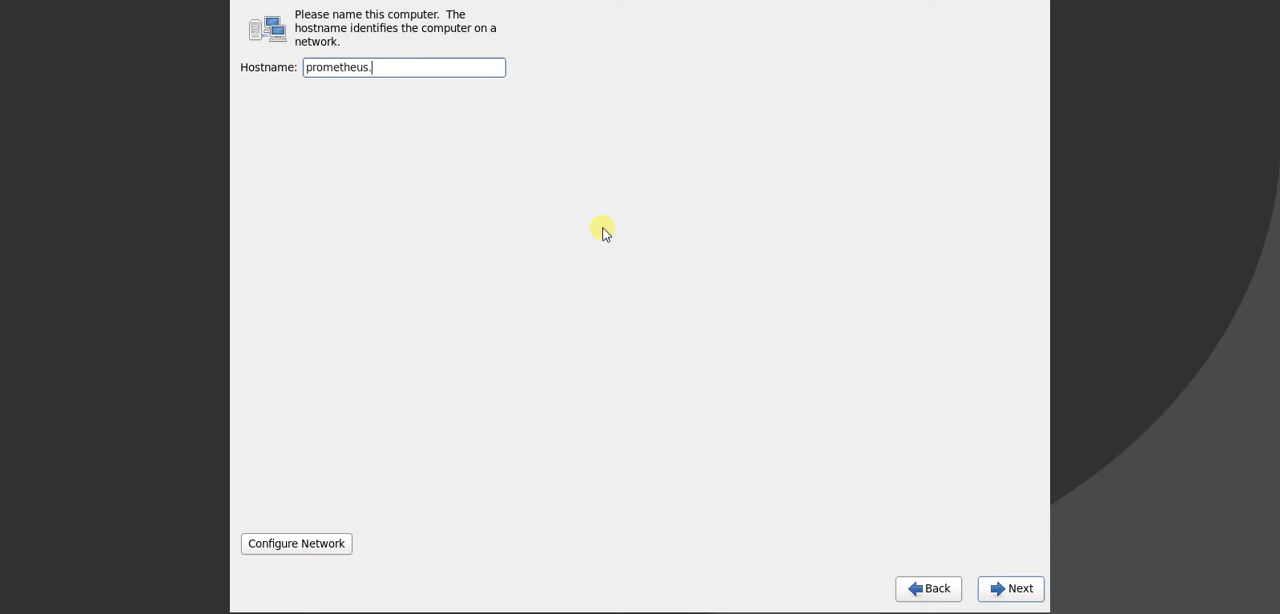 Please name this computer.  The
hostname identifies the computer on a
network.
Hostname: prometheus.
Configure Network
Back Next